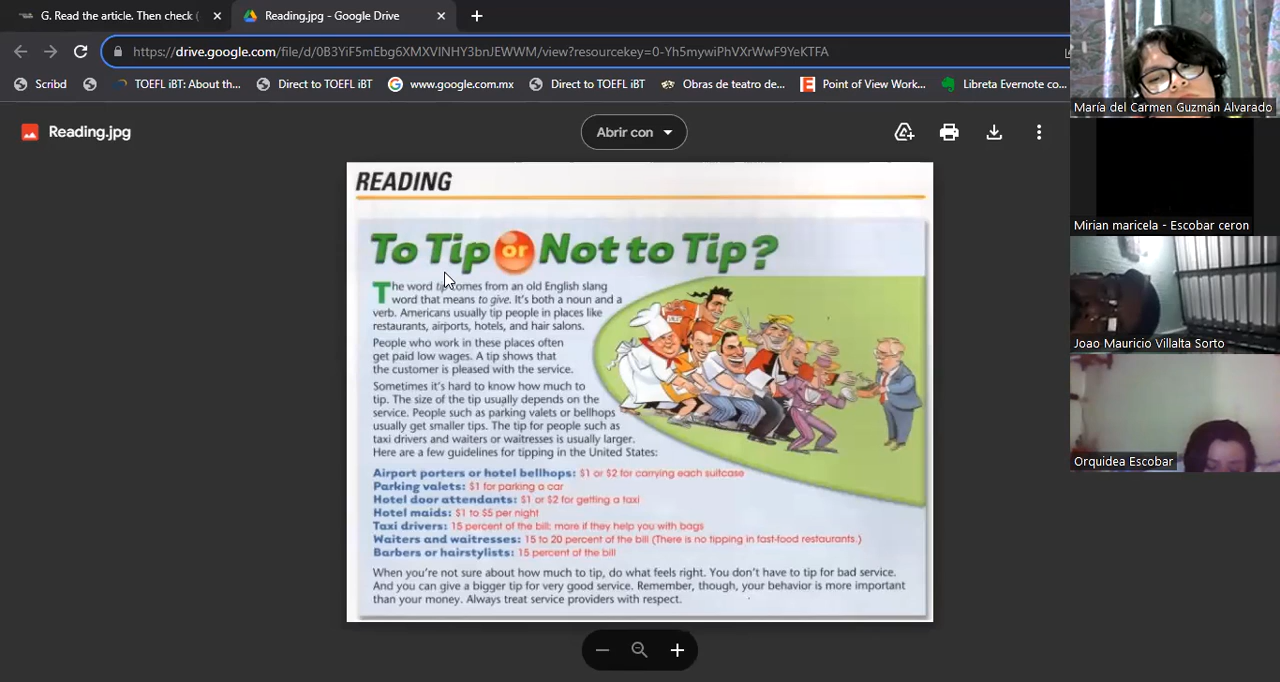 G. Read the article. Then check (
Reading.jpg - Google Drive
https://drive.google.com/file/d/0B3YiF5mEbg6XMXVlNHY3bnJEWWM/view?resourcekey=0-Yh5mywiPhVXrWwF9YeKTFA
Scribd
TOEFL iBT: About th...
Direct to TOEFL iBT
www.google.com.mx
Direct to TOEFL iBT
Obras de teatro de...
Point of View Work...
Libreta Evernote co...
Reading.jpg
Abrir con
READING
To Tip or Not to Tip?
The word tip comes from an old English slang
word that means to give. It's both a noun and a
verb. Americans usually tip people in places like
restaurants, airports, hotels, and hair salons.
People who work in these places often
get paid low wages. A tip shows that
the customer is pleased with the service.
Sometimes it's hard to know how much to
tip. The size of the tip usually depends on the
service. People such as parking valets or bellhops
usually get smaller tips. The tip for people such as
taxi drivers and waiters or waitresses is usually larger.
Here are a few guidelines for tipping in the United States:
Airport porters or hotel bellhops: $1 or $2 for carrying each suitcase
Parking valets: $1 for parking a car
Hotel door attendants: $1 or $2 for getting a taxi
Hotel maids: $1 to $5 per night
Taxi drivers: 15 percent of the bill; more if they help you with bags
Waiters and waitresses: 15 to 20 percent of the bill (There is no tipping in fast-food restaurants.)
Barbers or hairstylists: 15 percent of the bill
When you're not sure about how much to tip, do what feels right. You don't have to tip for bad service.
And you can give a bigger tip for very good service. Remember, though, your behavior is more important
than your money. Always treat service providers with respect.
María del Carmen Guzmán Alvarado
Mirian maricela - Escobar ceron
Joao Mauricio Villalta Sorto
Orquidea Escobar